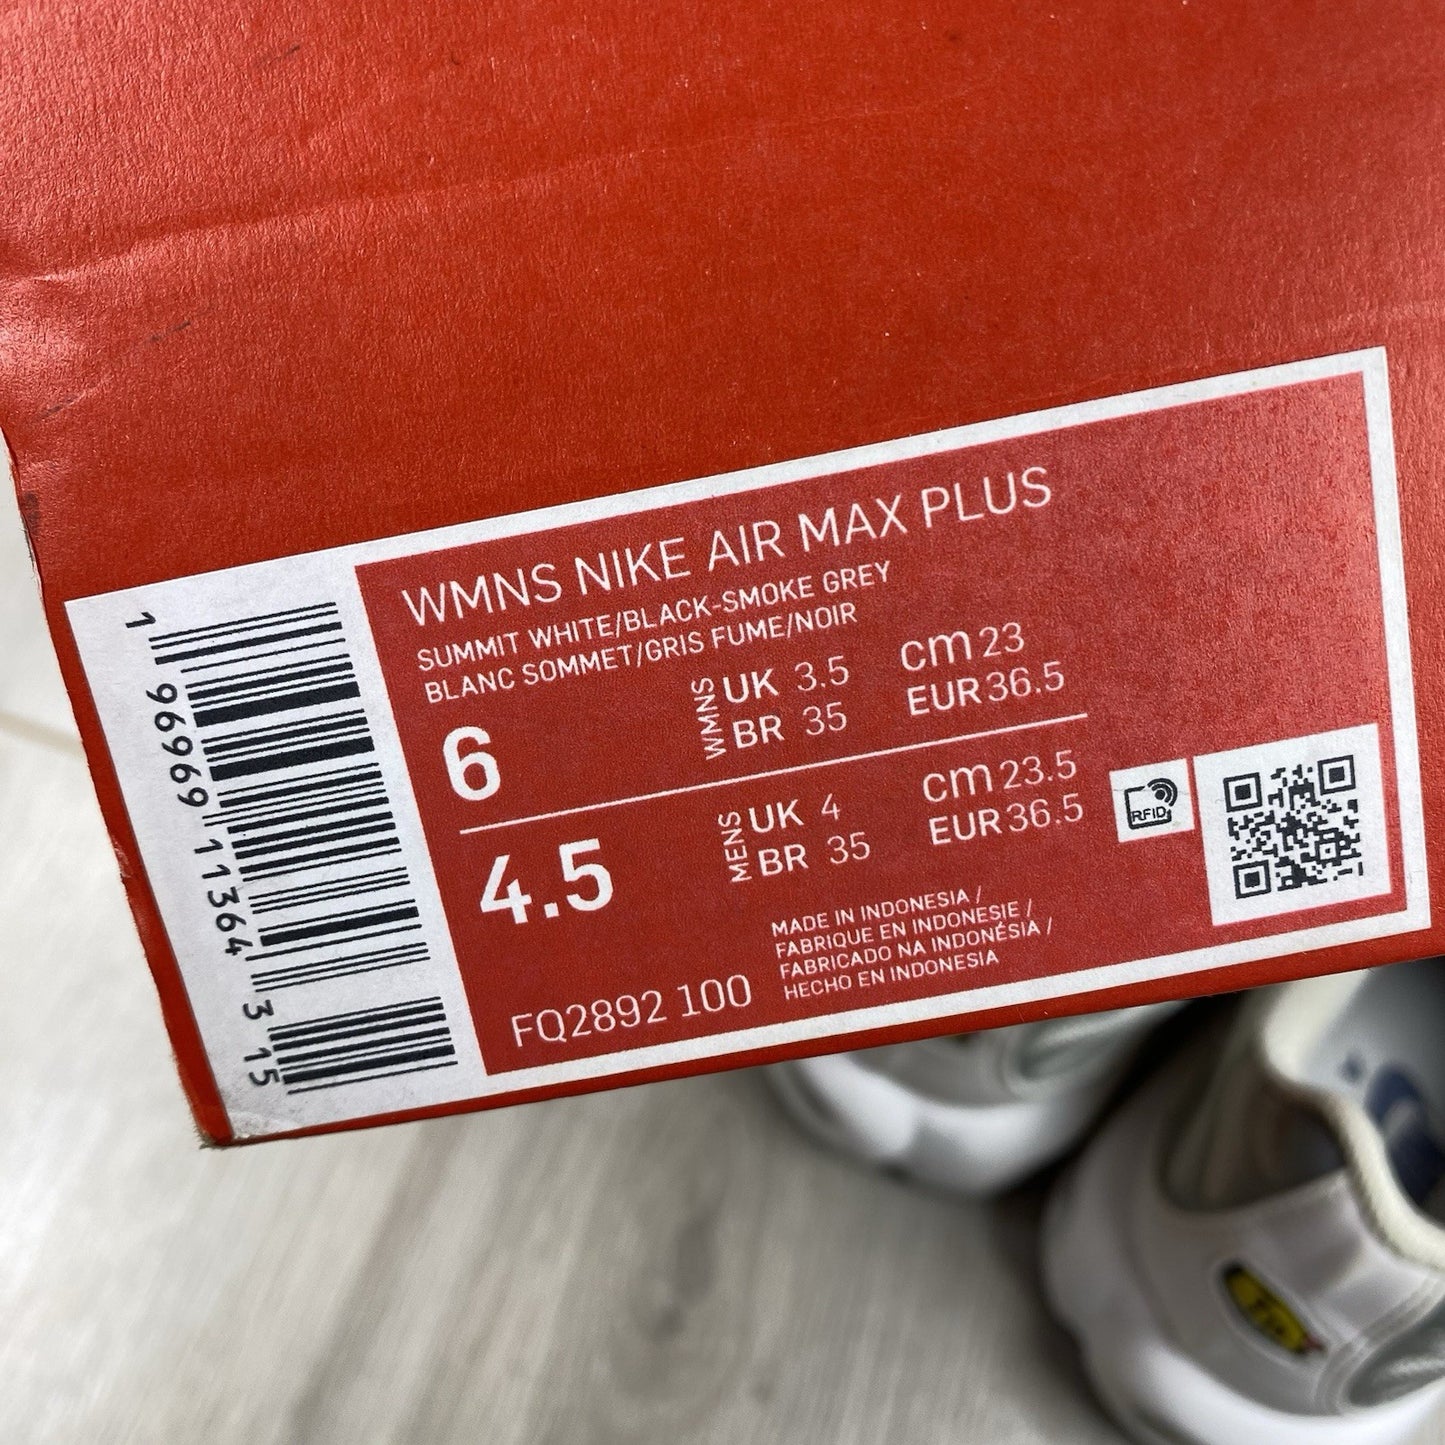 WMNS NIKE AIR MAX PLUS
SUMMIT WHITE/BLACK-SMOKE GREY
BLANC SOMMET/GRIS FUME/NOIR
6
WMNS
UK 3.5
BR 35
cm 23
EUR 36.5
4.5
MENS
UK 4
BR 35
cm 23.5
EUR 36.5
FQ2892 100
MADE IN INDONESIA /
FABRIQUE EN INDONESIE /
FABRICADO NA INDONÉSIA /
HECHO EN INDONESIA
RFID
1 96969 11364 3 15